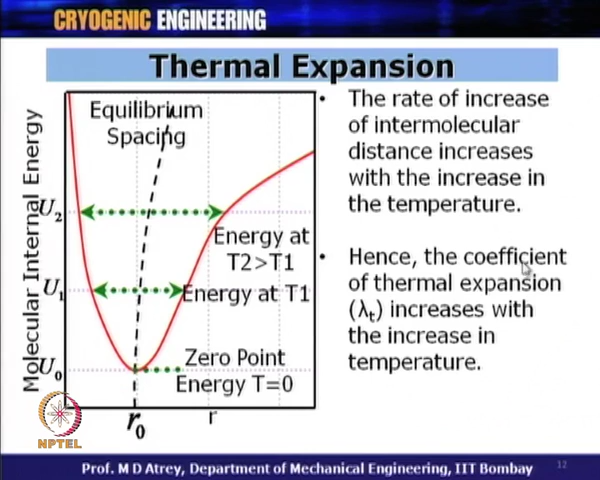 CRYOGENIC ENGINEERING
Thermal Expansion
Molecular Internal Energy
Equilibrium
Spacing
U2
Energy at
T2>T1
U1
Energy at T1
U0
Zero Point
Energy T=0
r0
r
• The rate of increase
of intermolecular
distance increases
with the increase in
the temperature.
• Hence, the coefficient
of thermal expansion
(λt) increases with
the increase in
temperature.
NPTEL
Prof. M D Atrey, Department of Mechanical Engineering, IIT Bombay
12